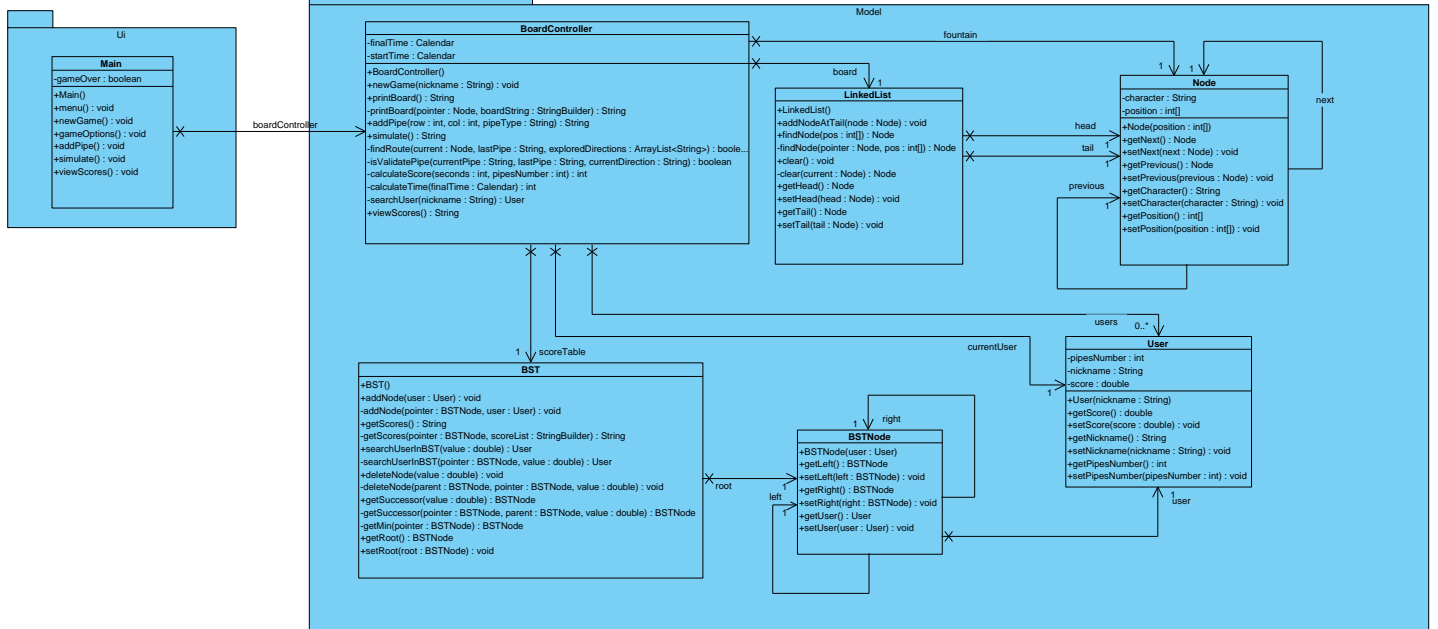 Ui
Main
-gameOver : boolean
+Main()
+menu() : void
+newGame() : void
+gameOptions() : void
+addPipe() : void
+simulate() : void
+viewScores() : void
boardController
Model
BoardController
-finalTime : Calendar
-startTime : Calendar
+BoardController()
+newGame(nickname : String) : void
+printBoard() : String
-printBoard(pointer : Node, boardString : StringBuilder) : String
+addPipe(row : int, col : int, pipeType : String) : String
+simulate() : String
-findRoute(current : Node, lastPipe : String, exploredDirections : ArrayList<String>) : boole...
-isValidatePipe(currentPipe : String, lastPipe : String, currentDirection : String) : boolean
-calculateScore(seconds : int, pipesNumber : int) : int
-calculateTime(finalTime : Calendar) : int
-searchUser(nickname : String) : User
+viewScores() : String
fountain
1
1
board
1
LinkedList
+LinkedList()
+addNodeAtTail(node : Node) : void
+findNode(pos : int[]) : Node
-findNode(pointer : Node, pos : int[]) : Node
+clear() : void
-clear(current : Node) : Node
+getHead() : Node
+setHead(head : Node) : void
+getTail() : Node
+setTail(tail : Node) : void
head
1
tail
1
previous
1
next
Node
-character : String
-position : int[]
+Node(position : int[])
+getNext() : Node
+setNext(next : Node) : void
+getPrevious() : Node
+setPrevious(previous : Node) : void
+getCharacter() : String
+setCharacter(character : String) : void
+getPosition() : int[]
+setPosition(position : int[]) : void
users
0..*
currentUser
1
User
-pipesNumber : int
-nickname : String
-score : double
+User(nickname : String)
+getScore() : double
+setScore(score : double) : void
+getNickname() : String
+setNickname(nickname : String) : void
+getPipesNumber() : int
+setPipesNumber(pipesNumber : int) : void
1
user
1
scoreTable
BST
+BST()
+addNode(user : User) : void
-addNode(pointer : BSTNode, user : User) : void
+getScores() : String
-getScores(pointer : BSTNode, scoreList : StringBuilder) : String
+searchUserInBST(value : double) : User
-searchUserInBST(pointer : BSTNode, value : double) : User
+deleteNode(value : double) : void
-deleteNode(parent : BSTNode, pointer : BSTNode, value : double) : void
+getSuccessor(value : double) : BSTNode
-getSuccessor(pointer : BSTNode, parent : BSTNode, value : double) : BSTNode
-getMin(pointer : BSTNode) : BSTNode
+getRoot() : BSTNode
+setRoot(root : BSTNode) : void
root
1
left
1
1
right
BSTNode
+BSTNode(user : User)
+getLeft() : BSTNode
+setLeft(left : BSTNode) : void
+getRight() : BSTNode
+setRight(right : BSTNode) : void
+getUser() : User
+setUser(user : User) : void